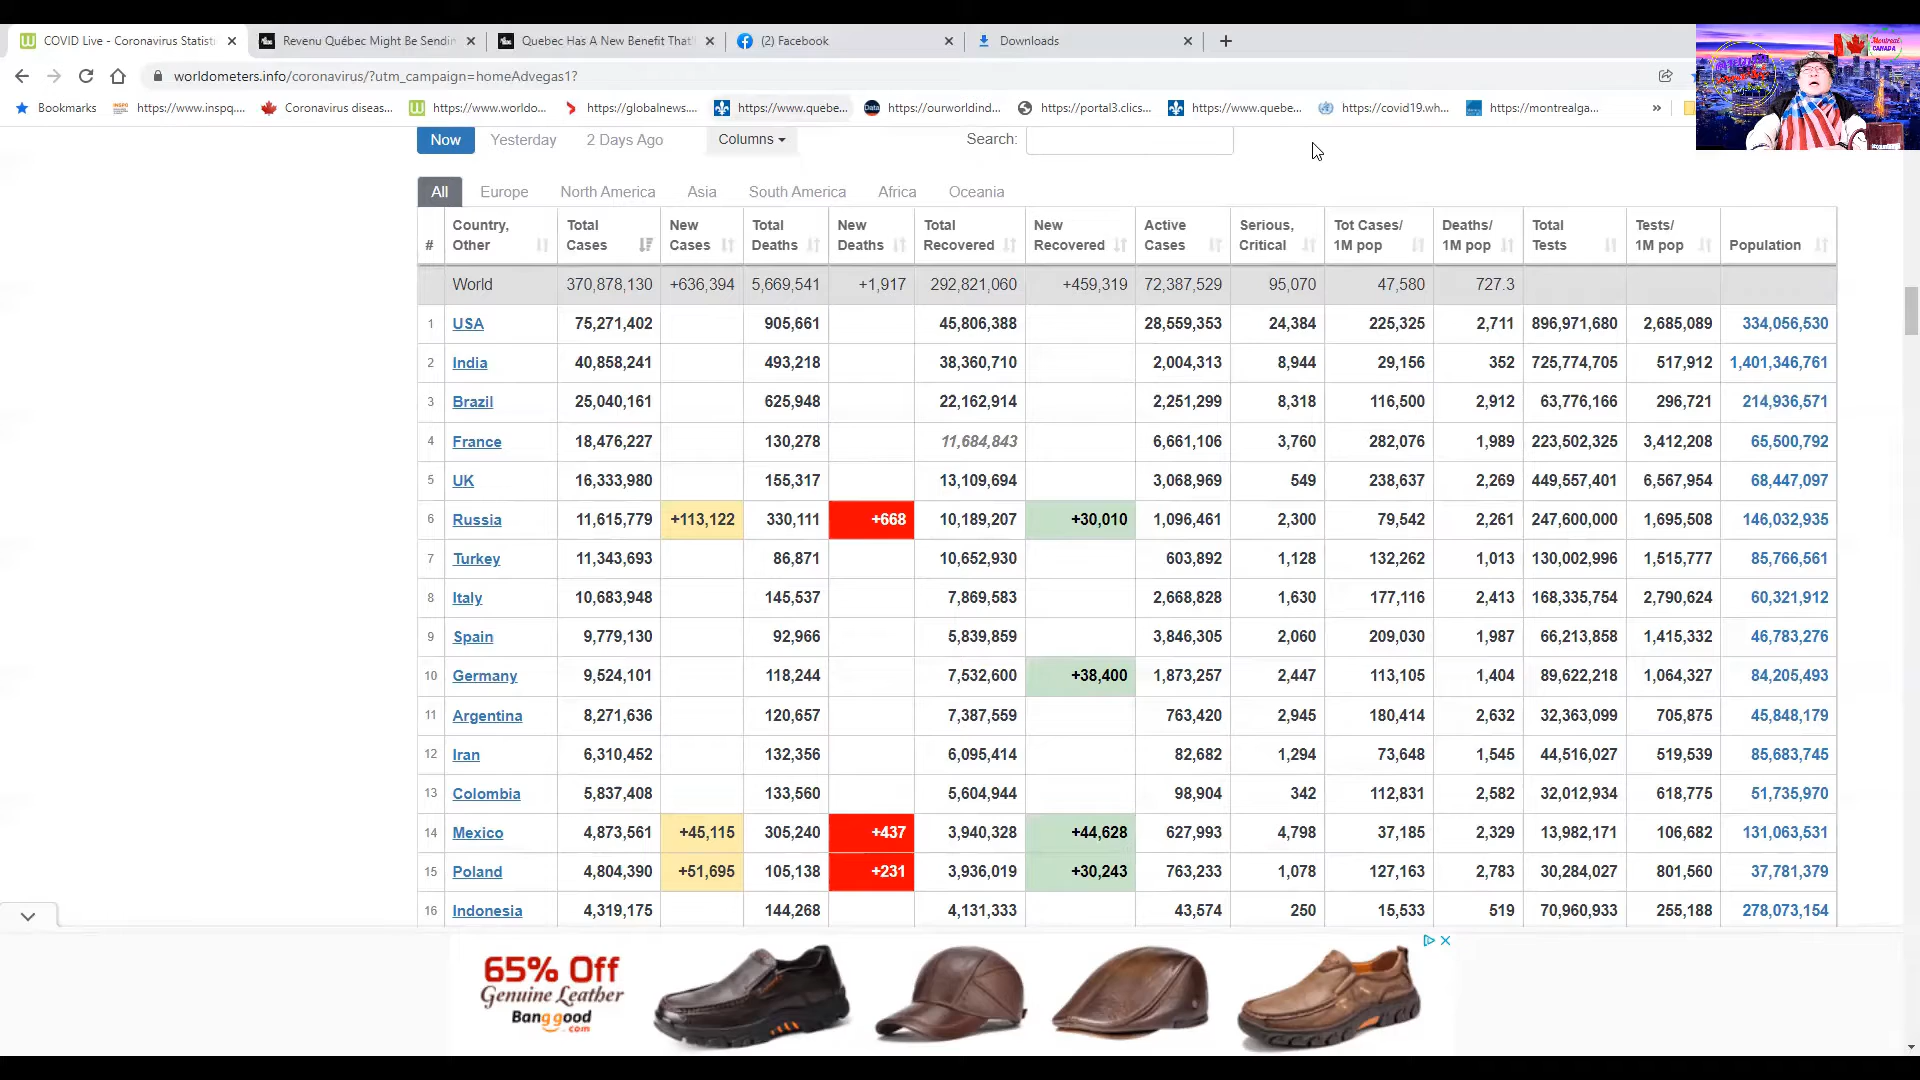 COVID Live - Coronavirus Statist
Revenu Québec Might Be Sendin
Quebec Has A New Benefit That'
(2) Facebook
Downloads
worldometers.info/coronavirus/?utm_campaign=homeAdvegas1?
Bookmarks https://www.inspq.... Coronavirus diseas... https://www.worldo... https://globalnews.... https://www.quebe... https://ourworldind... https://portal3.clics... https://www.quebe... https://covid19.wh... https://montrealga... »
Montreal
CANADA
Now Yesterday 2 Days Ago Columns Search:
All Europe North America Asia South America Africa Oceania
# Country, Other Total Cases New Cases Total Deaths New Deaths Total Recovered New Recovered Active Cases Serious, Critical Tot Cases/ 1M pop Deaths/ 1M pop Total Tests Tests/ 1M pop Population
World 370,878,130 +636,394 5,669,541 +1,917 292,821,060 +459,319 72,387,529 95,070 47,580 727.3
1 USA 75,271,402 905,661 45,806,388 28,559,353 24,384 225,325 2,711 896,971,680 2,685,089 334,056,530
2 India 40,858,241 493,218 38,360,710 2,004,313 8,944 29,156 352 725,774,705 517,912 1,401,346,761
3 Brazil 25,040,161 625,948 22,162,914 2,251,299 8,318 116,500 2,912 63,776,166 296,721 214,936,571
4 France 18,476,227 130,278 11,684,843 6,661,106 3,760 282,076 1,989 223,502,325 3,412,208 65,500,792
5 UK 16,333,980 155,317 13,109,694 3,068,969 549 238,637 2,269 449,557,401 6,567,954 68,447,097
6 Russia 11,615,779 +113,122 330,111 +668 10,189,207 +30,010 1,096,461 2,300 79,542 2,261 247,600,000 1,695,508 146,032,935
7 Turkey 11,343,693 86,871 10,652,930 603,892 1,128 132,262 1,013 130,002,996 1,515,777 85,766,561
8 Italy 10,683,948 145,537 7,869,583 2,668,828 1,630 177,116 2,413 168,335,754 2,790,624 60,321,912
9 Spain 9,779,130 92,966 5,839,859 3,846,305 2,060 209,030 1,987 66,213,858 1,415,332 46,783,276
10 Germany 9,524,101 118,244 7,532,600 +38,400 1,873,257 2,447 113,105 1,404 89,622,218 1,064,327 84,205,493
11 Argentina 8,271,636 120,657 7,387,559 763,420 2,945 180,414 2,632 32,363,099 705,875 45,848,179
12 Iran 6,310,452 132,356 6,095,414 82,682 1,294 73,648 1,545 44,516,027 519,539 85,683,745
13 Colombia 5,837,408 133,560 5,604,944 98,904 342 112,831 2,582 32,012,934 618,775 51,735,970
14 Mexico 4,873,561 +45,115 305,240 +437 3,940,328 +44,628 627,993 4,798 37,185 2,329 13,982,171 106,682 131,063,531
15 Poland 4,804,390 +51,695 105,138 +231 3,936,019 +30,243 763,233 1,078 127,163 2,783 30,284,027 801,560 37,781,379
16 Indonesia 4,319,175 144,268 4,131,333 43,574 250 15,533 519 70,960,933 255,188 278,073,154
65% Off
Genuine Leather
Banggood
.com